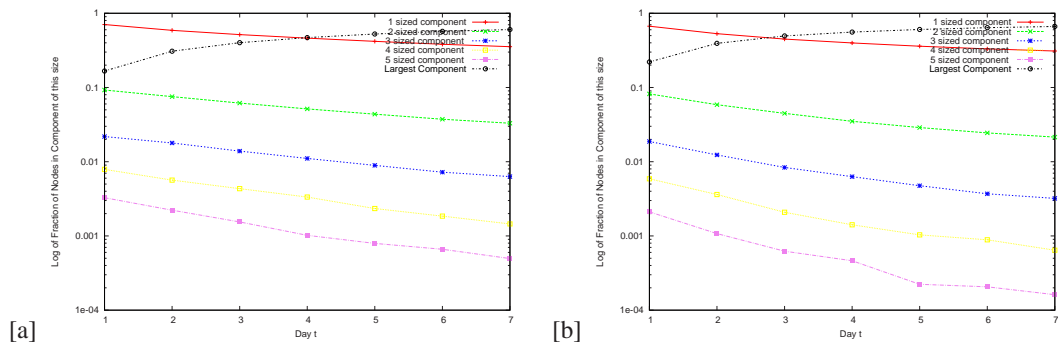 1
0.1
0.01
0.001
1e-04
Log of Fraction of Nodes in Component of this size
1 sized component
2 sized component
3 sized component
4 sized component
5 sized component
Largest Component
1 2 3 4 5 6 7
Day t
[a]
1
0.1
0.01
0.001
1e-04
Log of Fraction of Nodes in Component of this size
1 sized component
2 sized component
3 sized component
4 sized component
5 sized component
Largest Component
1 2 3 4 5 6 7
Day t
[b]